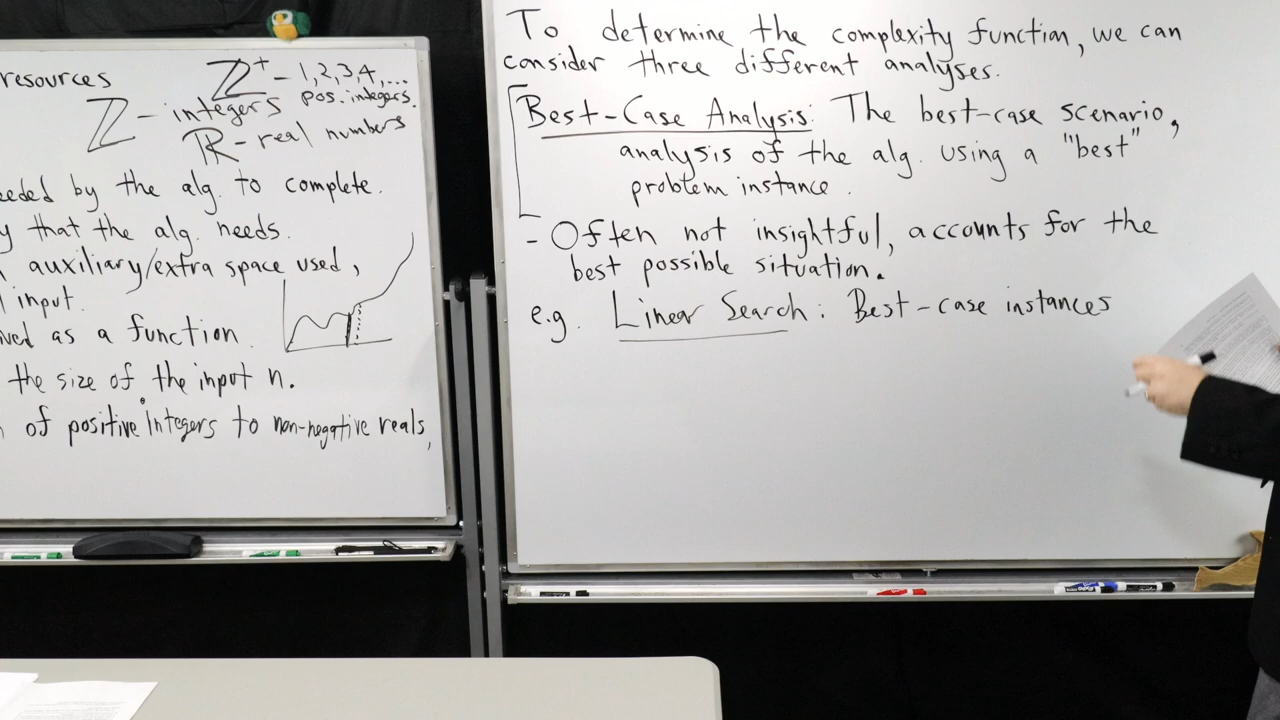 resources
ℤ⁺ - 1,2,3,4,...
pos. integers.
ℤ - integers
ℝ - real numbers
by the alg. to complete.
that the alg. needs.
auxiliary/extra space used,
input.
as a function
the size of the input n.
of positive integers to non-negative reals,
To determine the complexity function, we can
consider three different analyses.
Best-Case Analysis: The best-case scenario,
analysis of the alg. using a "best"
problem instance.
- Often not insightful, accounts for the
best possible situation.
e.g. Linear Search: Best-case instances